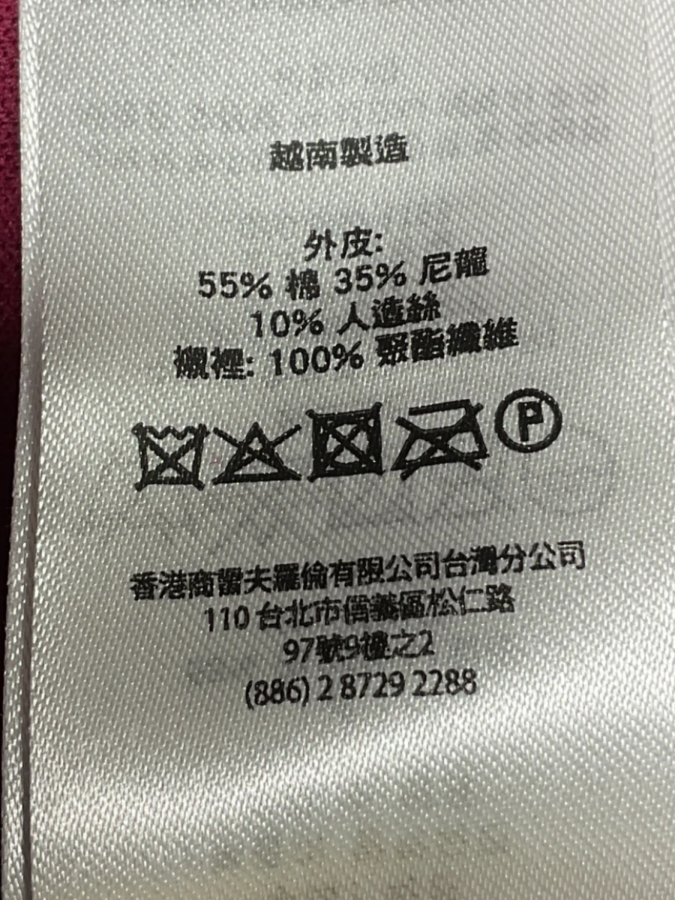 越南製造
外皮:
55% 棉 35% 尼龍
10% 人造絲
襯裡: 100% 聚酯纖維
P
香港商雷夫羅倫有限公司台灣分公司
110 台北市信義區松仁路
97號9樓之2
(886) 2 8729 2288